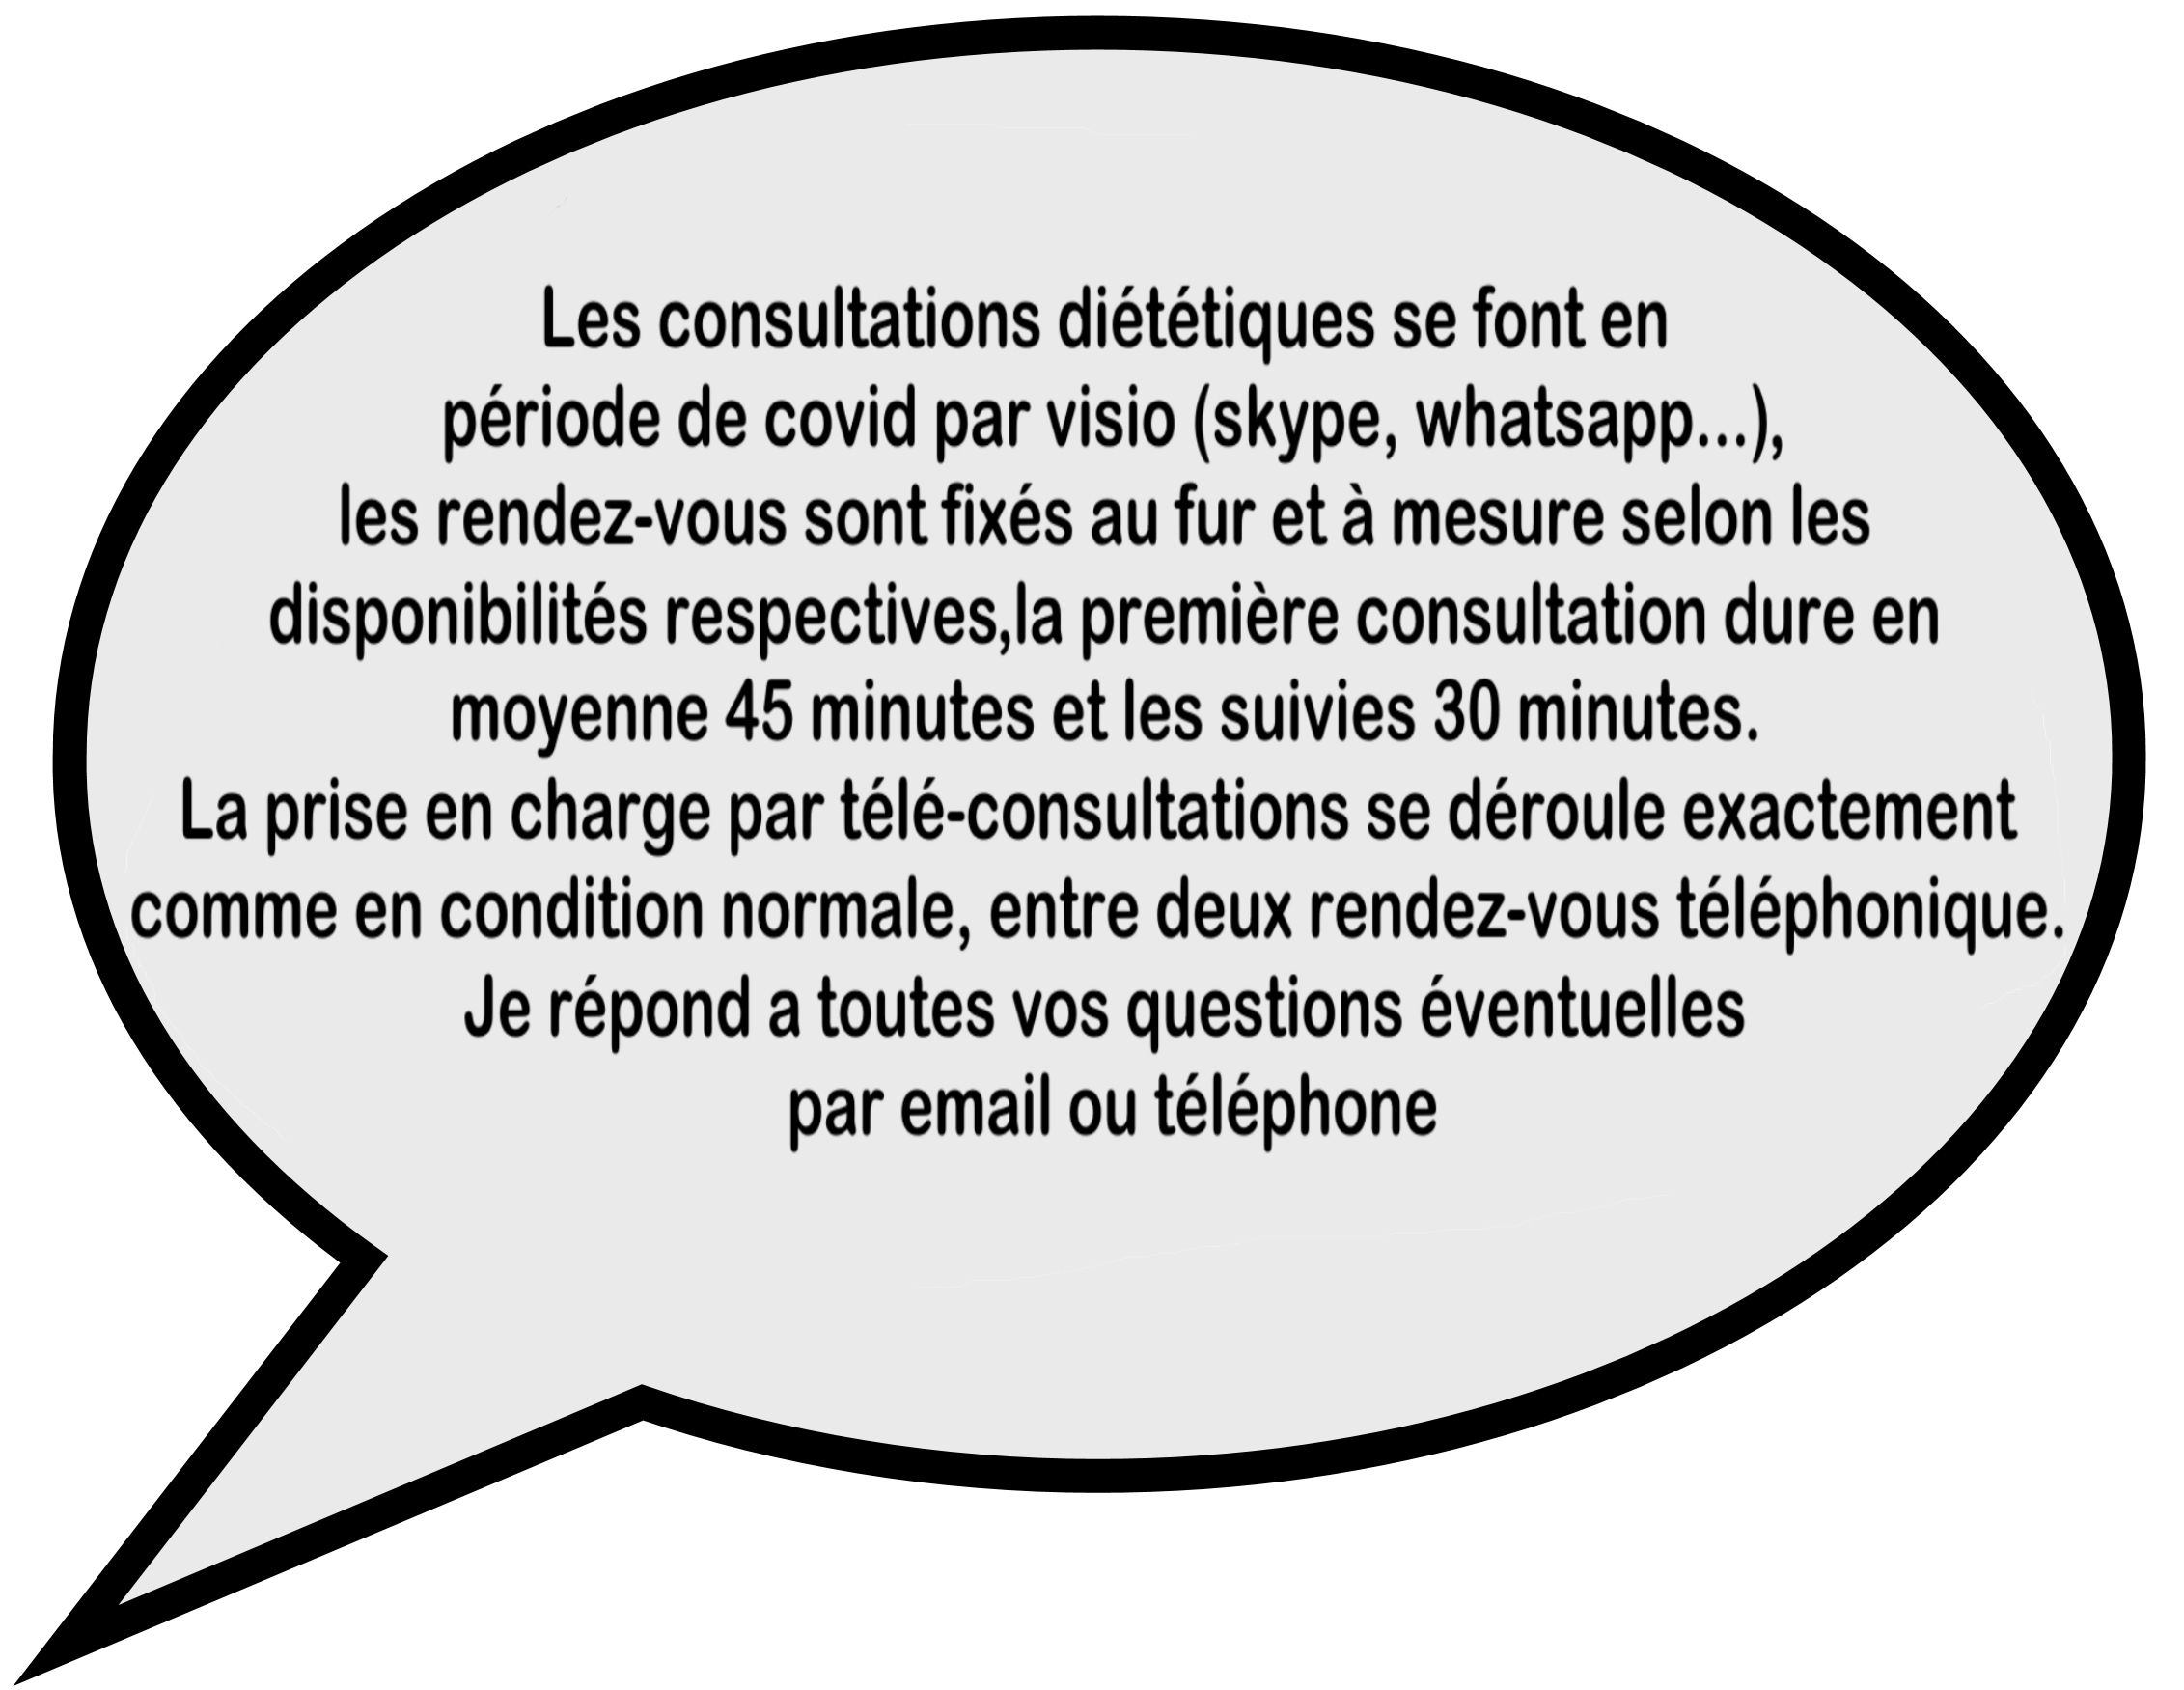 Les consultations diététiques se font en
période de covid par visio (skype, whatsapp...),
les rendez-vous sont fixés au fur et à mesure selon les
disponibilités respectives,la première consultation dure en
moyenne 45 minutes et les suivies 30 minutes.
La prise en charge par télé-consultations se déroule exactement
comme en condition normale, entre deux rendez-vous téléphonique.
Je répond a toutes vos questions éventuelles
par email ou téléphone